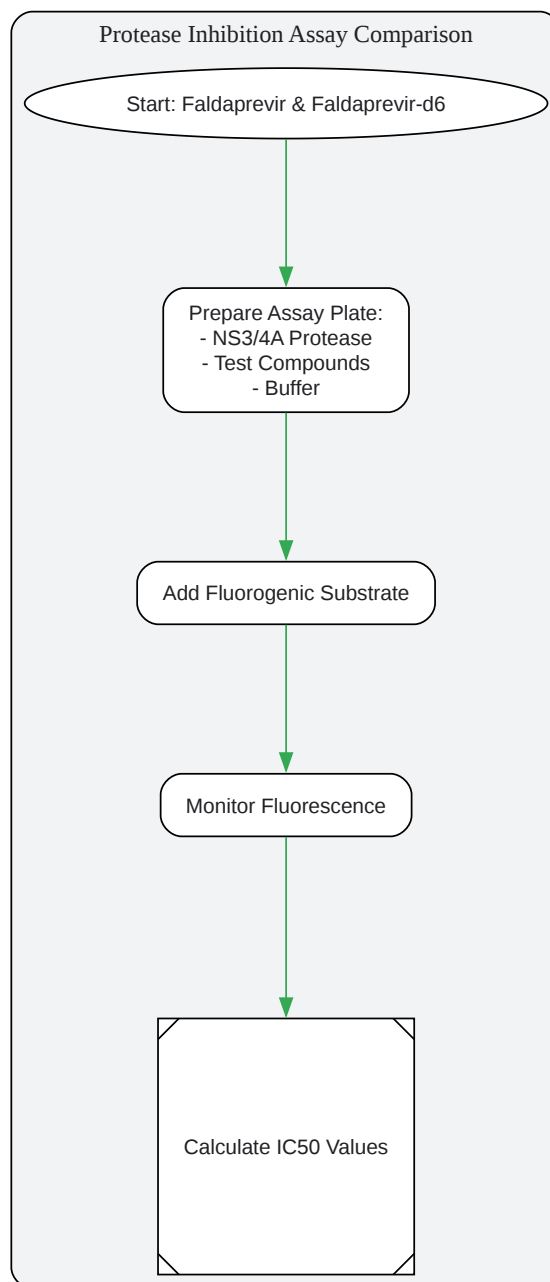 Protease Inhibition Assay Comparison
Start: Faldaprevir & Faldaprevir-d6
Prepare Assay Plate:
- NS3/4A Protease
- Test Compounds
- Buffer
Add Fluorogenic Substrate
Monitor Fluorescence
Calculate IC50 Values